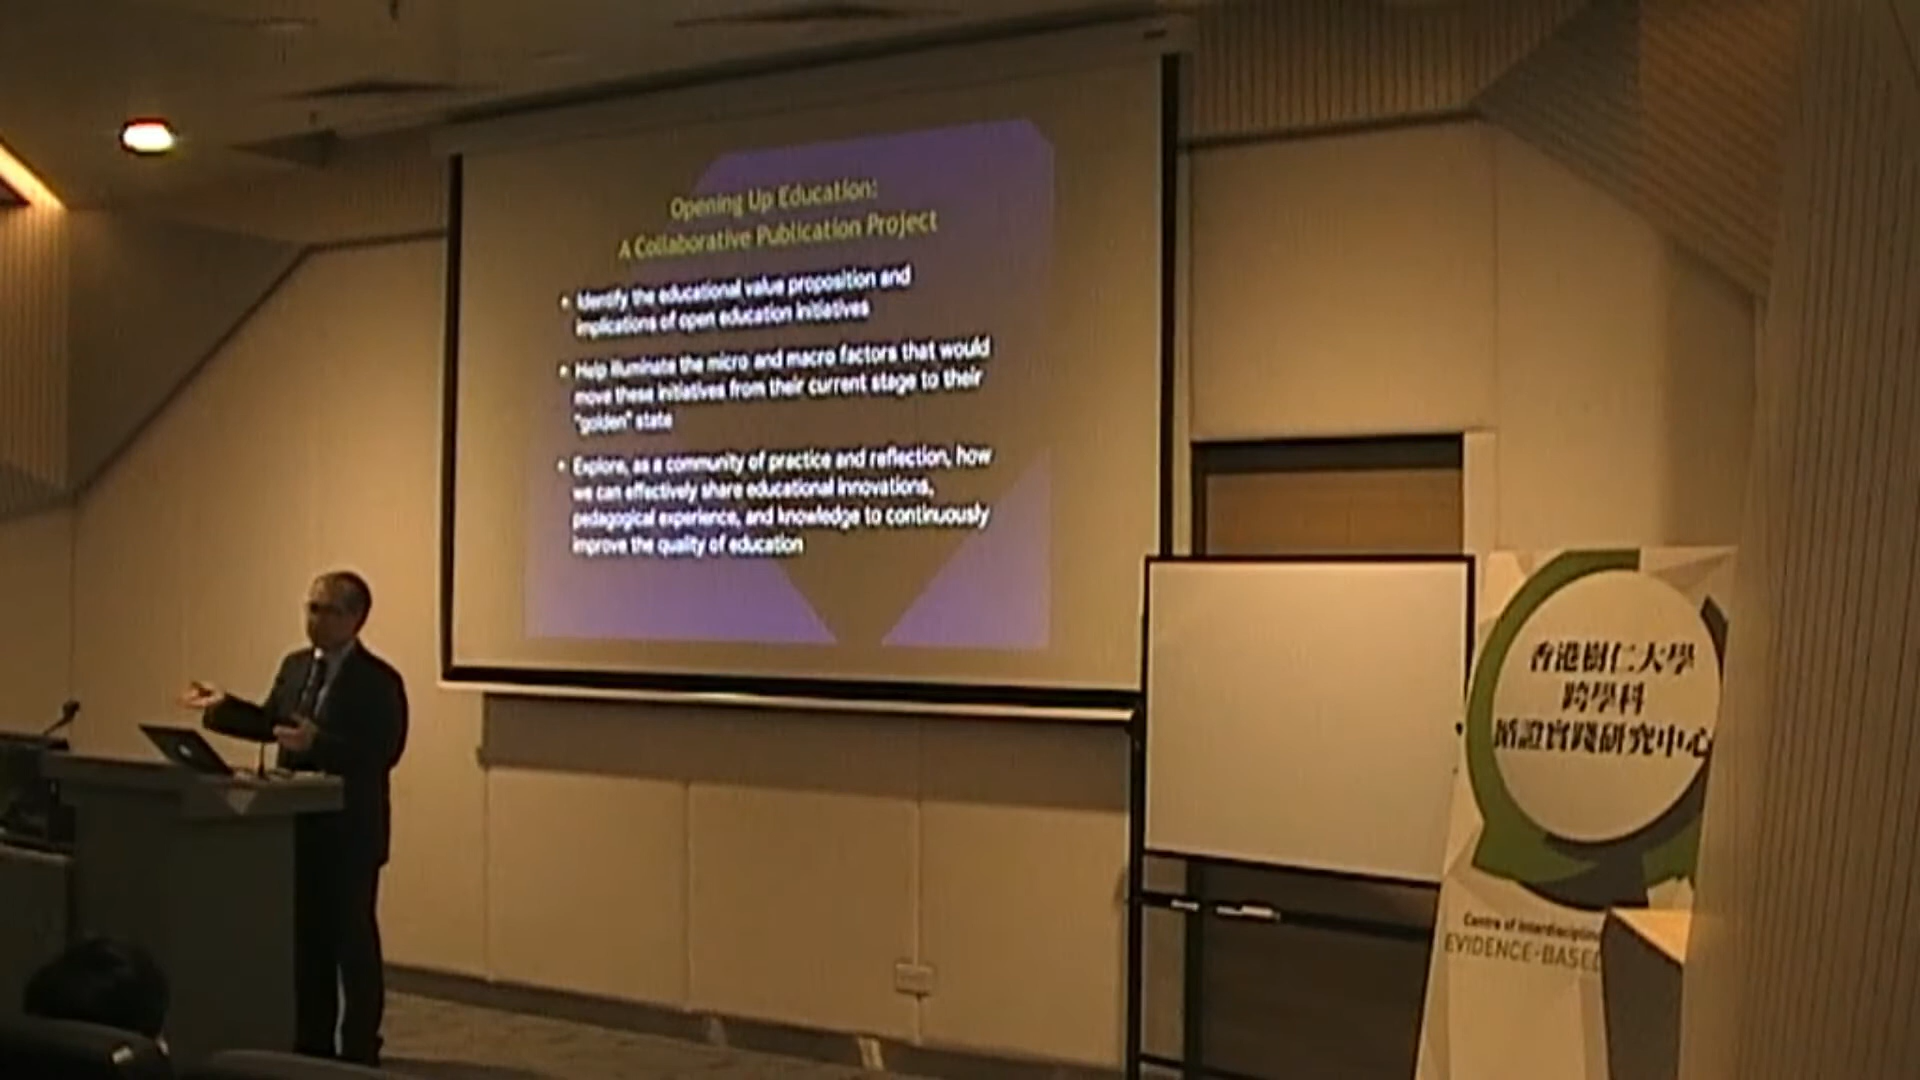 Opening Up Education:
A Collaborative Publication Project
• Identify the educational value proposition and
implications of open education initiatives
• Help illuminate the micro and macro factors that would
move these initiatives from their current stage to their
"golden" state
• Explore, as a community of practice and reflection, how
we can effectively share educational innovations,
pedagogical experience, and knowledge to continuously
improve the quality of education
香港樹仁大學
跨學科
循證實踐研究中心
Centre of Interdisciplin
EVIDENCE-BASED